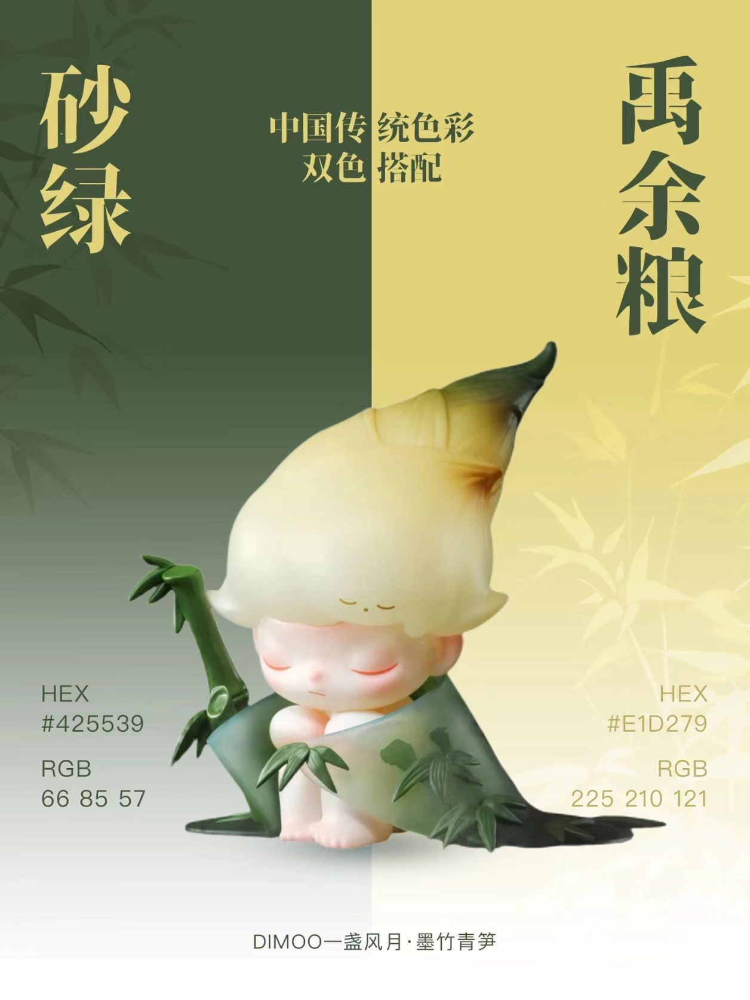 砂绿
中国传统色彩
双色搭配
禹余粮
HEX
#425539
RGB
66 85 57
HEX
#E1D279
RGB
225 210 121
DIMOO一盏风月·墨竹青笋